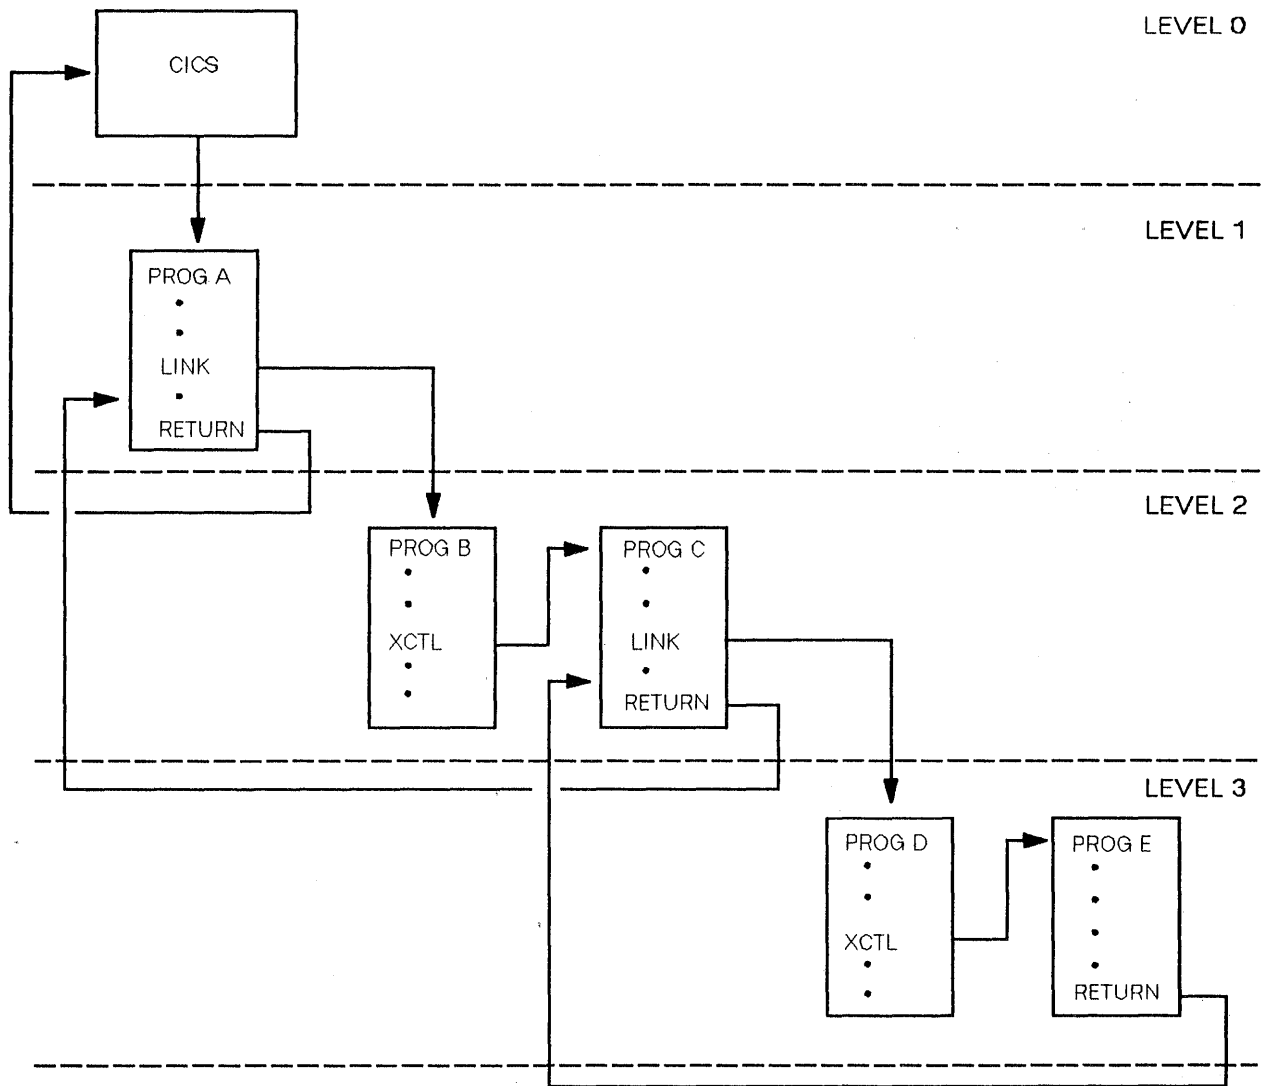 LEVEL 0
CICS
LEVEL 1
PROG A
LINK
RETURN
LEVEL 2
PROG B
XCTL
PROG C
LINK
RETURN
LEVEL 3
PROG D
XCTL
PROG E
RETURN